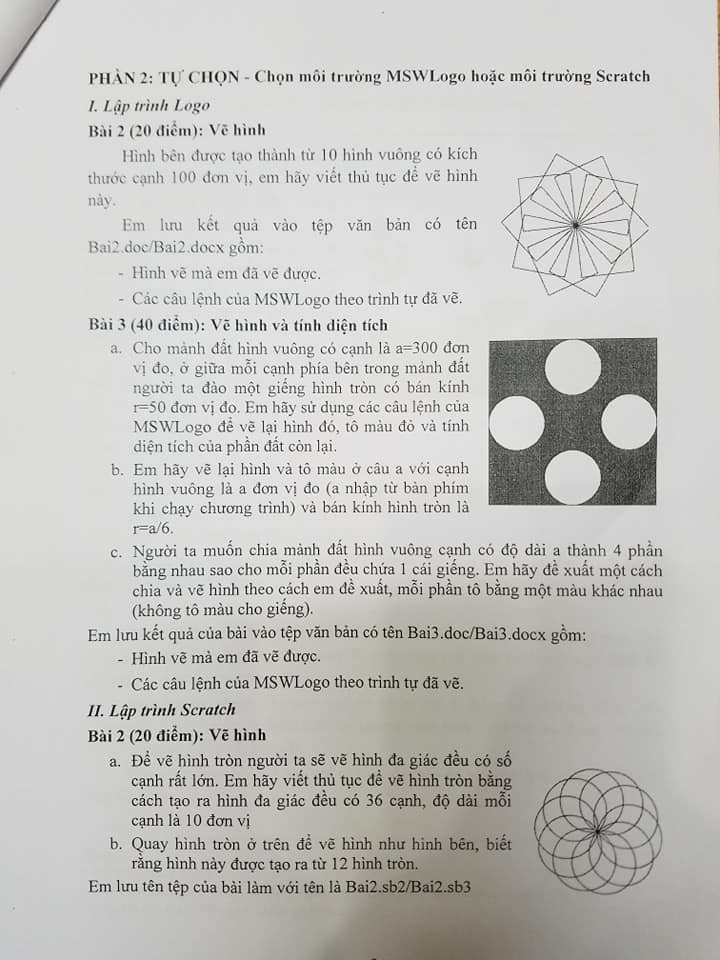 PHẦN 2: TỰ CHỌN - Chọn môi trường MSWLogo hoặc môi trường Scratch
I. Lập trình Logo
Bài 2 (20 điểm): Vẽ hình
Hình bên được tạo thành từ 10 hình vuông có kích
thước cạnh 100 đơn vị, em hãy viết thủ tục để vẽ hình
này.
Em lưu kết quả vào tệp văn bản có tên
Bai2.doc/Bai2.docx gồm:
- Hình vẽ mà em đã vẽ được.
- Các câu lệnh của MSWLogo theo trình tự đã vẽ.
Bài 3 (40 điểm): Vẽ hình và tính diện tích
a. Cho mảnh đất hình vuông có cạnh là a=300 đơn
vị đo, ở giữa mỗi cạnh phía bên trong mảnh đất
người ta đào một giếng hình tròn có bán kính
r=50 đơn vị đo. Em hãy sử dụng các câu lệnh của
MSWLogo để vẽ lại hình đó, tô màu đỏ và tính
diện tích của phần đất còn lại.
b. Em hãy vẽ lại hình và tô màu ở câu a với cạnh
hình vuông là a đơn vị đo (a nhập từ bàn phím
khi chạy chương trình) và bán kính hình tròn là
r=a/6.
c. Người ta muốn chia mảnh đất hình vuông cạnh có độ dài a thành 4 phần
bằng nhau sao cho mỗi phần đều chứa 1 cái giếng. Em hãy đề xuất một cách
chia và vẽ hình theo cách em đề xuất, mỗi phần tô bằng một màu khác nhau
(không tô màu cho giếng).
Em lưu kết quả của bài vào tệp văn bản có tên Bai3.doc/Bai3.docx gồm:
- Hình vẽ mà em đã vẽ được.
- Các câu lệnh của MSWLogo theo trình tự đã vẽ.
II. Lập trình Scratch
Bài 2 (20 điểm): Vẽ hình
a. Để vẽ hình tròn người ta sẽ vẽ hình đa giác đều có số
cạnh rất lớn. Em hãy viết thủ tục để vẽ hình tròn bằng
cách tạo ra hình đa giác đều có 36 cạnh, độ dài mỗi
cạnh là 10 đơn vị
b. Quay hình tròn ở trên để vẽ hình như hình bên, biết
rằng hình này được tạo ra từ 12 hình tròn.
Em lưu tên tệp của bài làm với tên là Bai2.sb2/Bai2.sb3